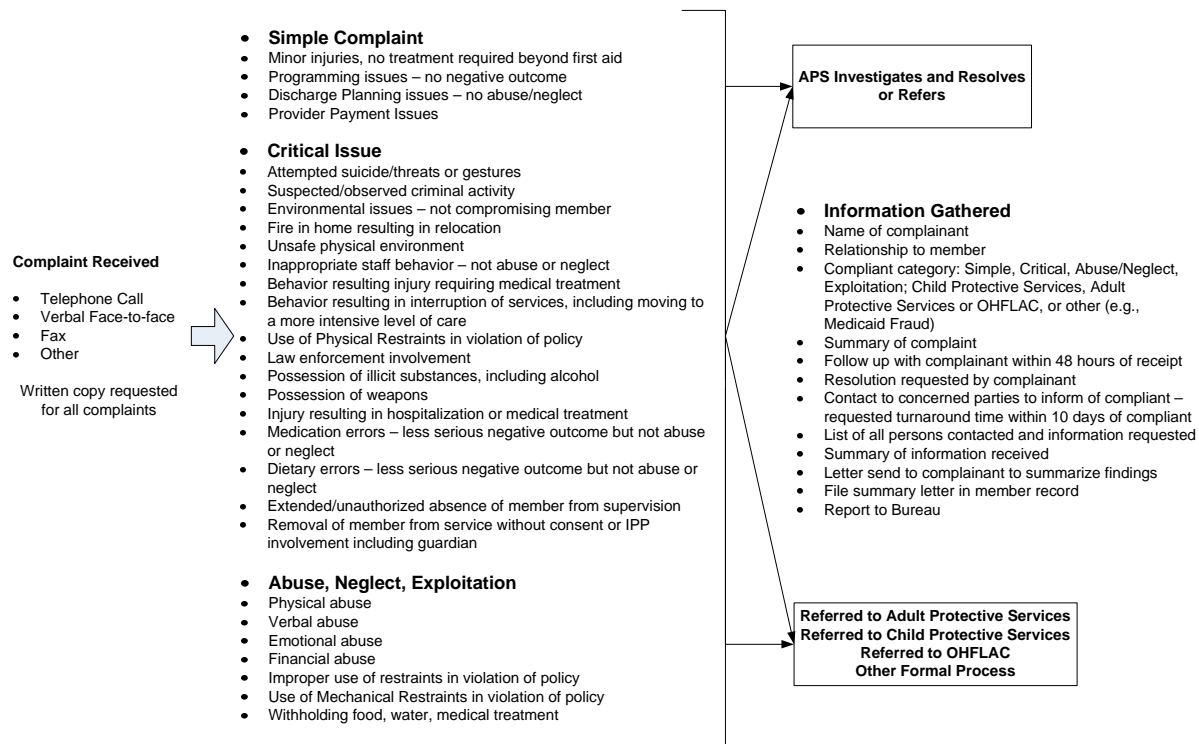 Complaint Received
• Telephone Call
• Verbal Face-to-face
• Fax
• Other
Written copy requested
for all complaints
• Simple Complaint
• Minor injuries, no treatment required beyond first aid
• Programming issues – no negative outcome
• Discharge Planning issues – no abuse/neglect
• Provider Payment Issues
• Critical Issue
• Attempted suicide/threats or gestures
• Suspected/observed criminal activity
• Environmental issues – not compromising member
• Fire in home resulting in relocation
• Unsafe physical environment
• Inappropriate staff behavior – not abuse or neglect
• Behavior resulting injury requiring medical treatment
• Behavior resulting in interruption of services, including moving to
a more intensive level of care
• Use of Physical Restraints in violation of policy
• Law enforcement involvement
• Possession of illicit substances, including alcohol
• Possession of weapons
• Injury resulting in hospitalization or medical treatment
• Medication errors – less serious negative outcome but not abuse
or neglect
• Dietary errors – less serious negative outcome but not abuse or
neglect
• Extended/unauthorized absence of member from supervision
• Removal of member from service without consent or IPP
involvement including guardian
• Abuse, Neglect, Exploitation
• Physical abuse
• Verbal abuse
• Emotional abuse
• Financial abuse
• Improper use of restraints in violation of policy
• Use of Mechanical Restraints in violation of policy
• Withholding food, water, medical treatment
APS Investigates and Resolves
or Refers
• Information Gathered
• Name of complainant
• Relationship to member
• Compliant category: Simple, Critical, Abuse/Neglect,
Exploitation; Child Protective Services, Adult
Protective Services or OHFLAC, or other (e.g.,
Medicaid Fraud)
• Summary of complaint
• Follow up with complainant within 48 hours of receipt
• Resolution requested by complainant
• Contact to concerned parties to inform of compliant –
requested turnaround time within 10 days of compliant
• List of all persons contacted and information requested
• Summary of information received
• Letter send to complainant to summarize findings
• File summary letter in member record
• Report to Bureau
Referred to Adult Protective Services
Referred to Child Protective Services
Referred to OHFLAC
Other Formal Process